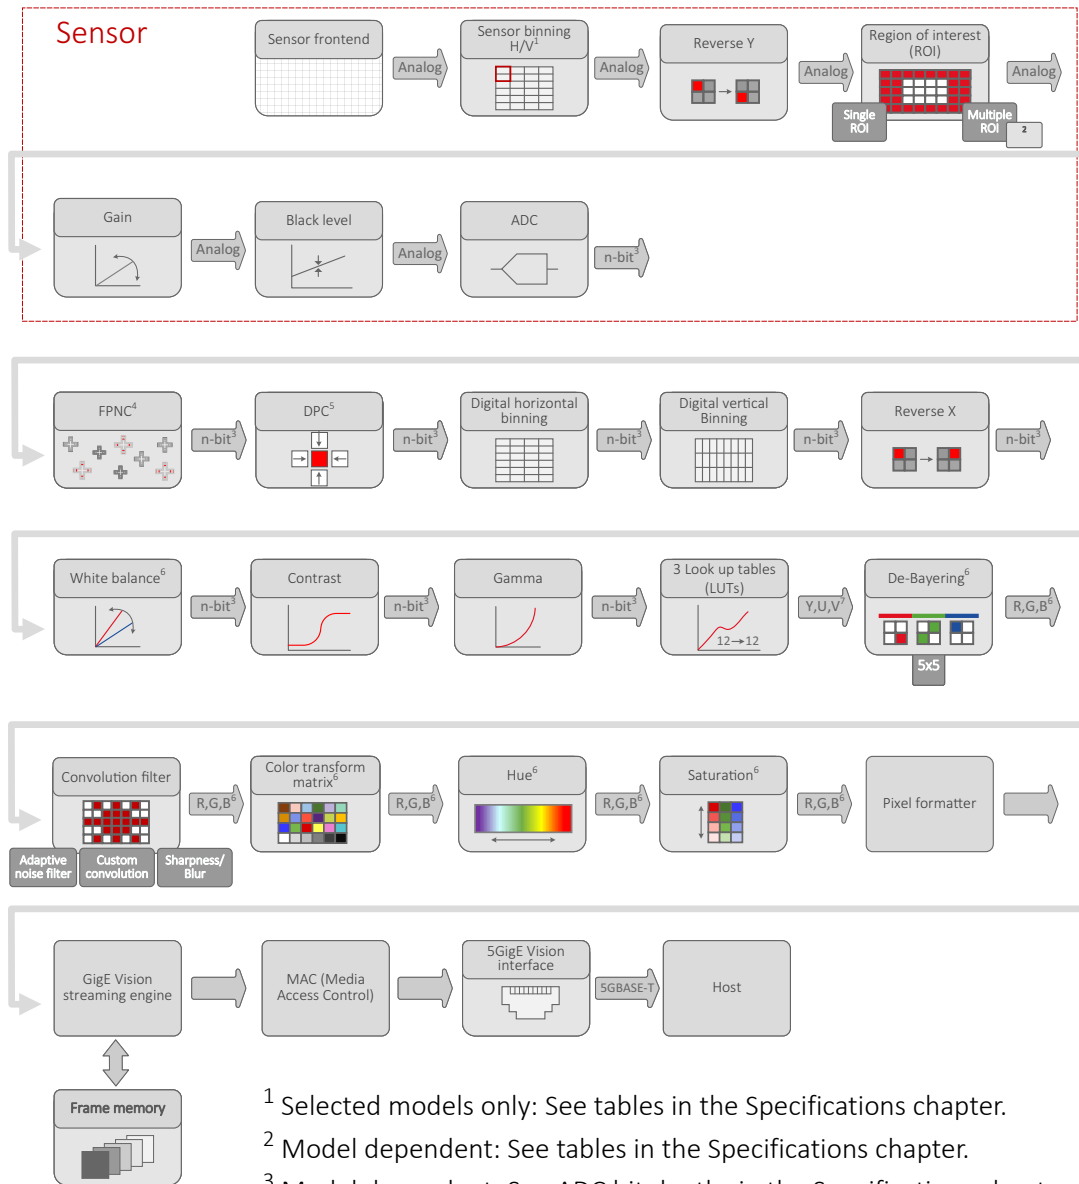 Sensor
Sensor frontend
Analog
Sensor binning
H/V1
Analog
Reverse Y
Analog
Region of interest
(ROI)
Single
ROI
Multiple
ROI
2
Analog
Gain
Analog
Black level
Analog
ADC
n-bit3
FPNC4
n-bit3
DPC5
n-bit3
Digital horizontal
binning
n-bit3
Digital vertical
Binning
n-bit3
Reverse X
n-bit3
White balance6
n-bit3
Contrast
n-bit3
Gamma
n-bit3
3 Look up tables
(LUTs)
12→12
Y,U,V7
De-Bayering6
5x5
R,G,B6
Convolution filter
Adaptive
noise filter
Custom
convolution
Sharpness/
Blur
R,G,B6
Color transform
matrix6
R,G,B6
Hue6
R,G,B6
Saturation6
R,G,B6
Pixel formatter
GigE Vision
streaming engine
MAC (Media
Access Control)
5GigE Vision
interface
5GBASE-T
Host
Frame memory
1 Selected models only: See tables in the Specifications chapter.
2 Model dependent: See tables in the Specifications chapter.